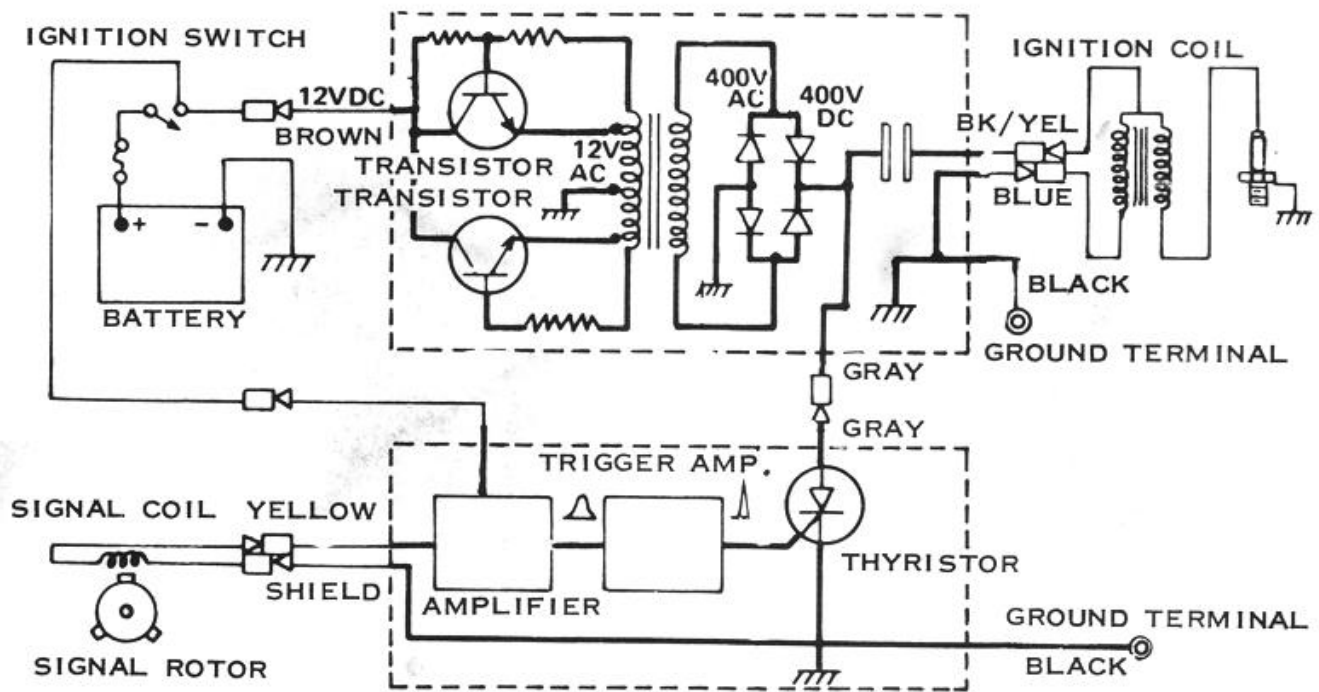 IGNITION SWITCH
12VDC
BROWN
TRANSISTOR
TRANSISTOR
12V
AC
400V
AC
400V
DC
BK/YEL
BLUE
IGNITION COIL
+ -
BATTERY
BLACK
GROUND TERMINAL
GRAY
GRAY
TRIGGER AMP.
SIGNAL COIL
YELLOW
SHIELD
AMPLIFIER
THYRISTOR
SIGNAL ROTOR
GROUND TERMINAL
BLACK